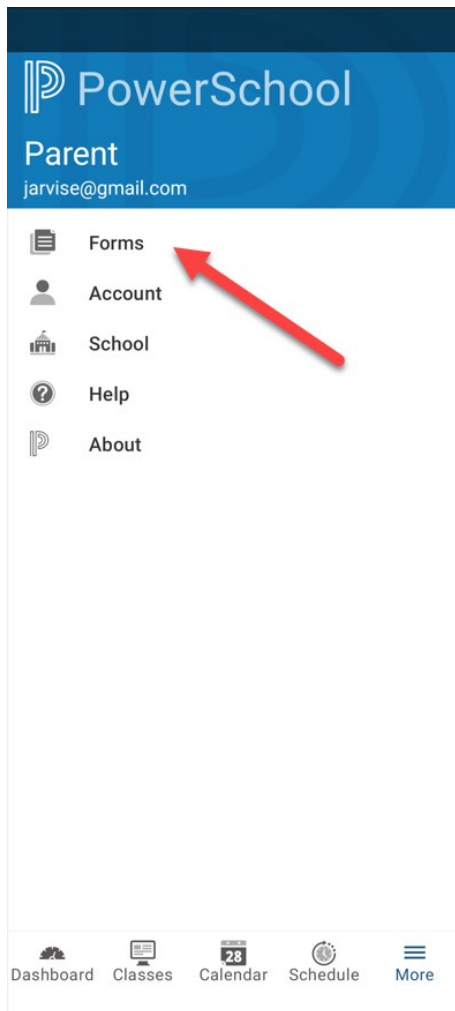 PowerSchool
Parent
jarvise@gmail.com
Forms
Account
School
Help
About
28
Dashboard Classes Calendar Schedule More